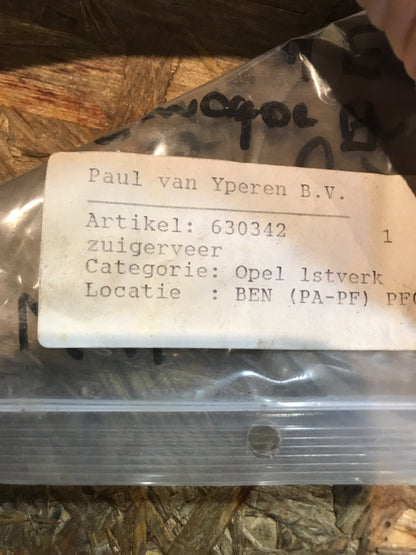 Paul van Yperen B.V.
Artikel: 630342 1
zuigerveer
Categorie: Opel 1stverk
Locatie : BEN (PA-PF)